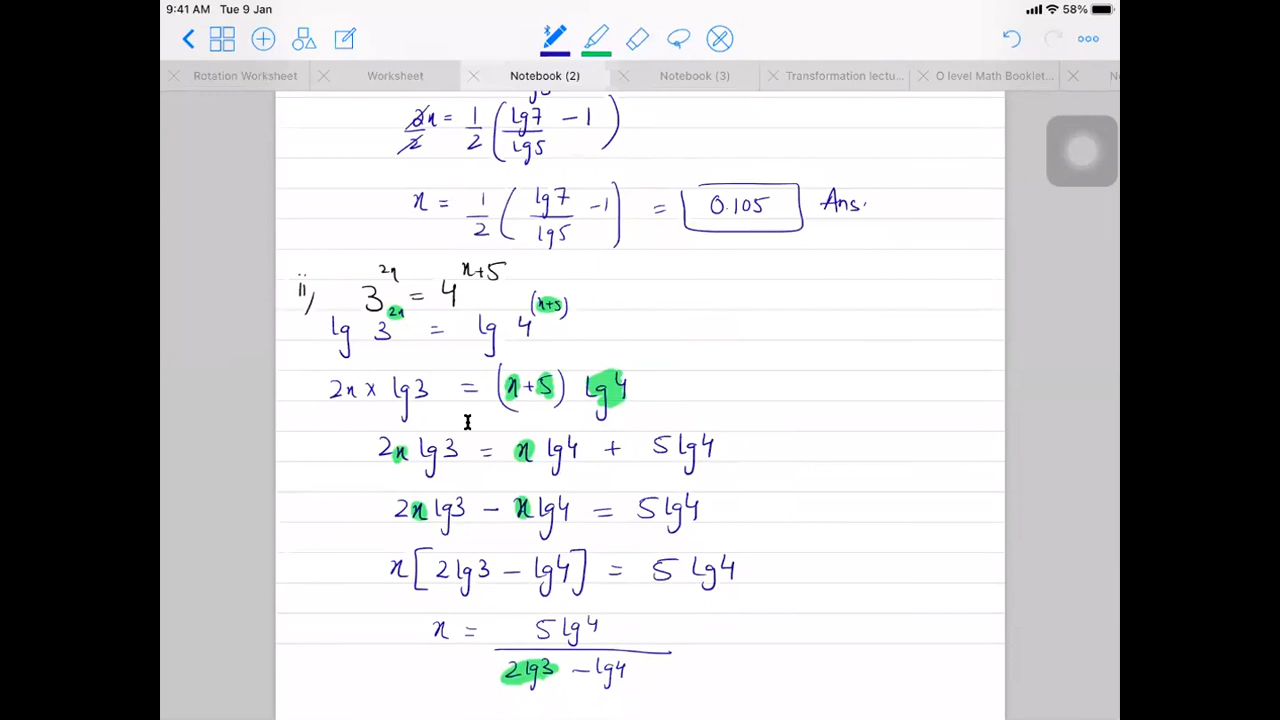 9:41 AM Tue 9 Jan 58%
Rotation Worksheet Worksheet Notebook (2) Notebook (3) Transformation lectu... O level Math Booklet...
2x/2 = 1/2 (lg7/lg5 - 1)
x = 1/2 (lg7/lg5 - 1) = 0.105 Ans.
ii) 3^2x = 4^x+5
lg 3^2x = lg 4^(x+5)
2x × lg3 = (x+5) lg4
2x lg3 = x lg4 + 5 lg4
2x lg3 - x lg4 = 5 lg4
x[2 lg3 - lg4] = 5 lg4
x = 5 lg4 / 2 lg3 - lg4